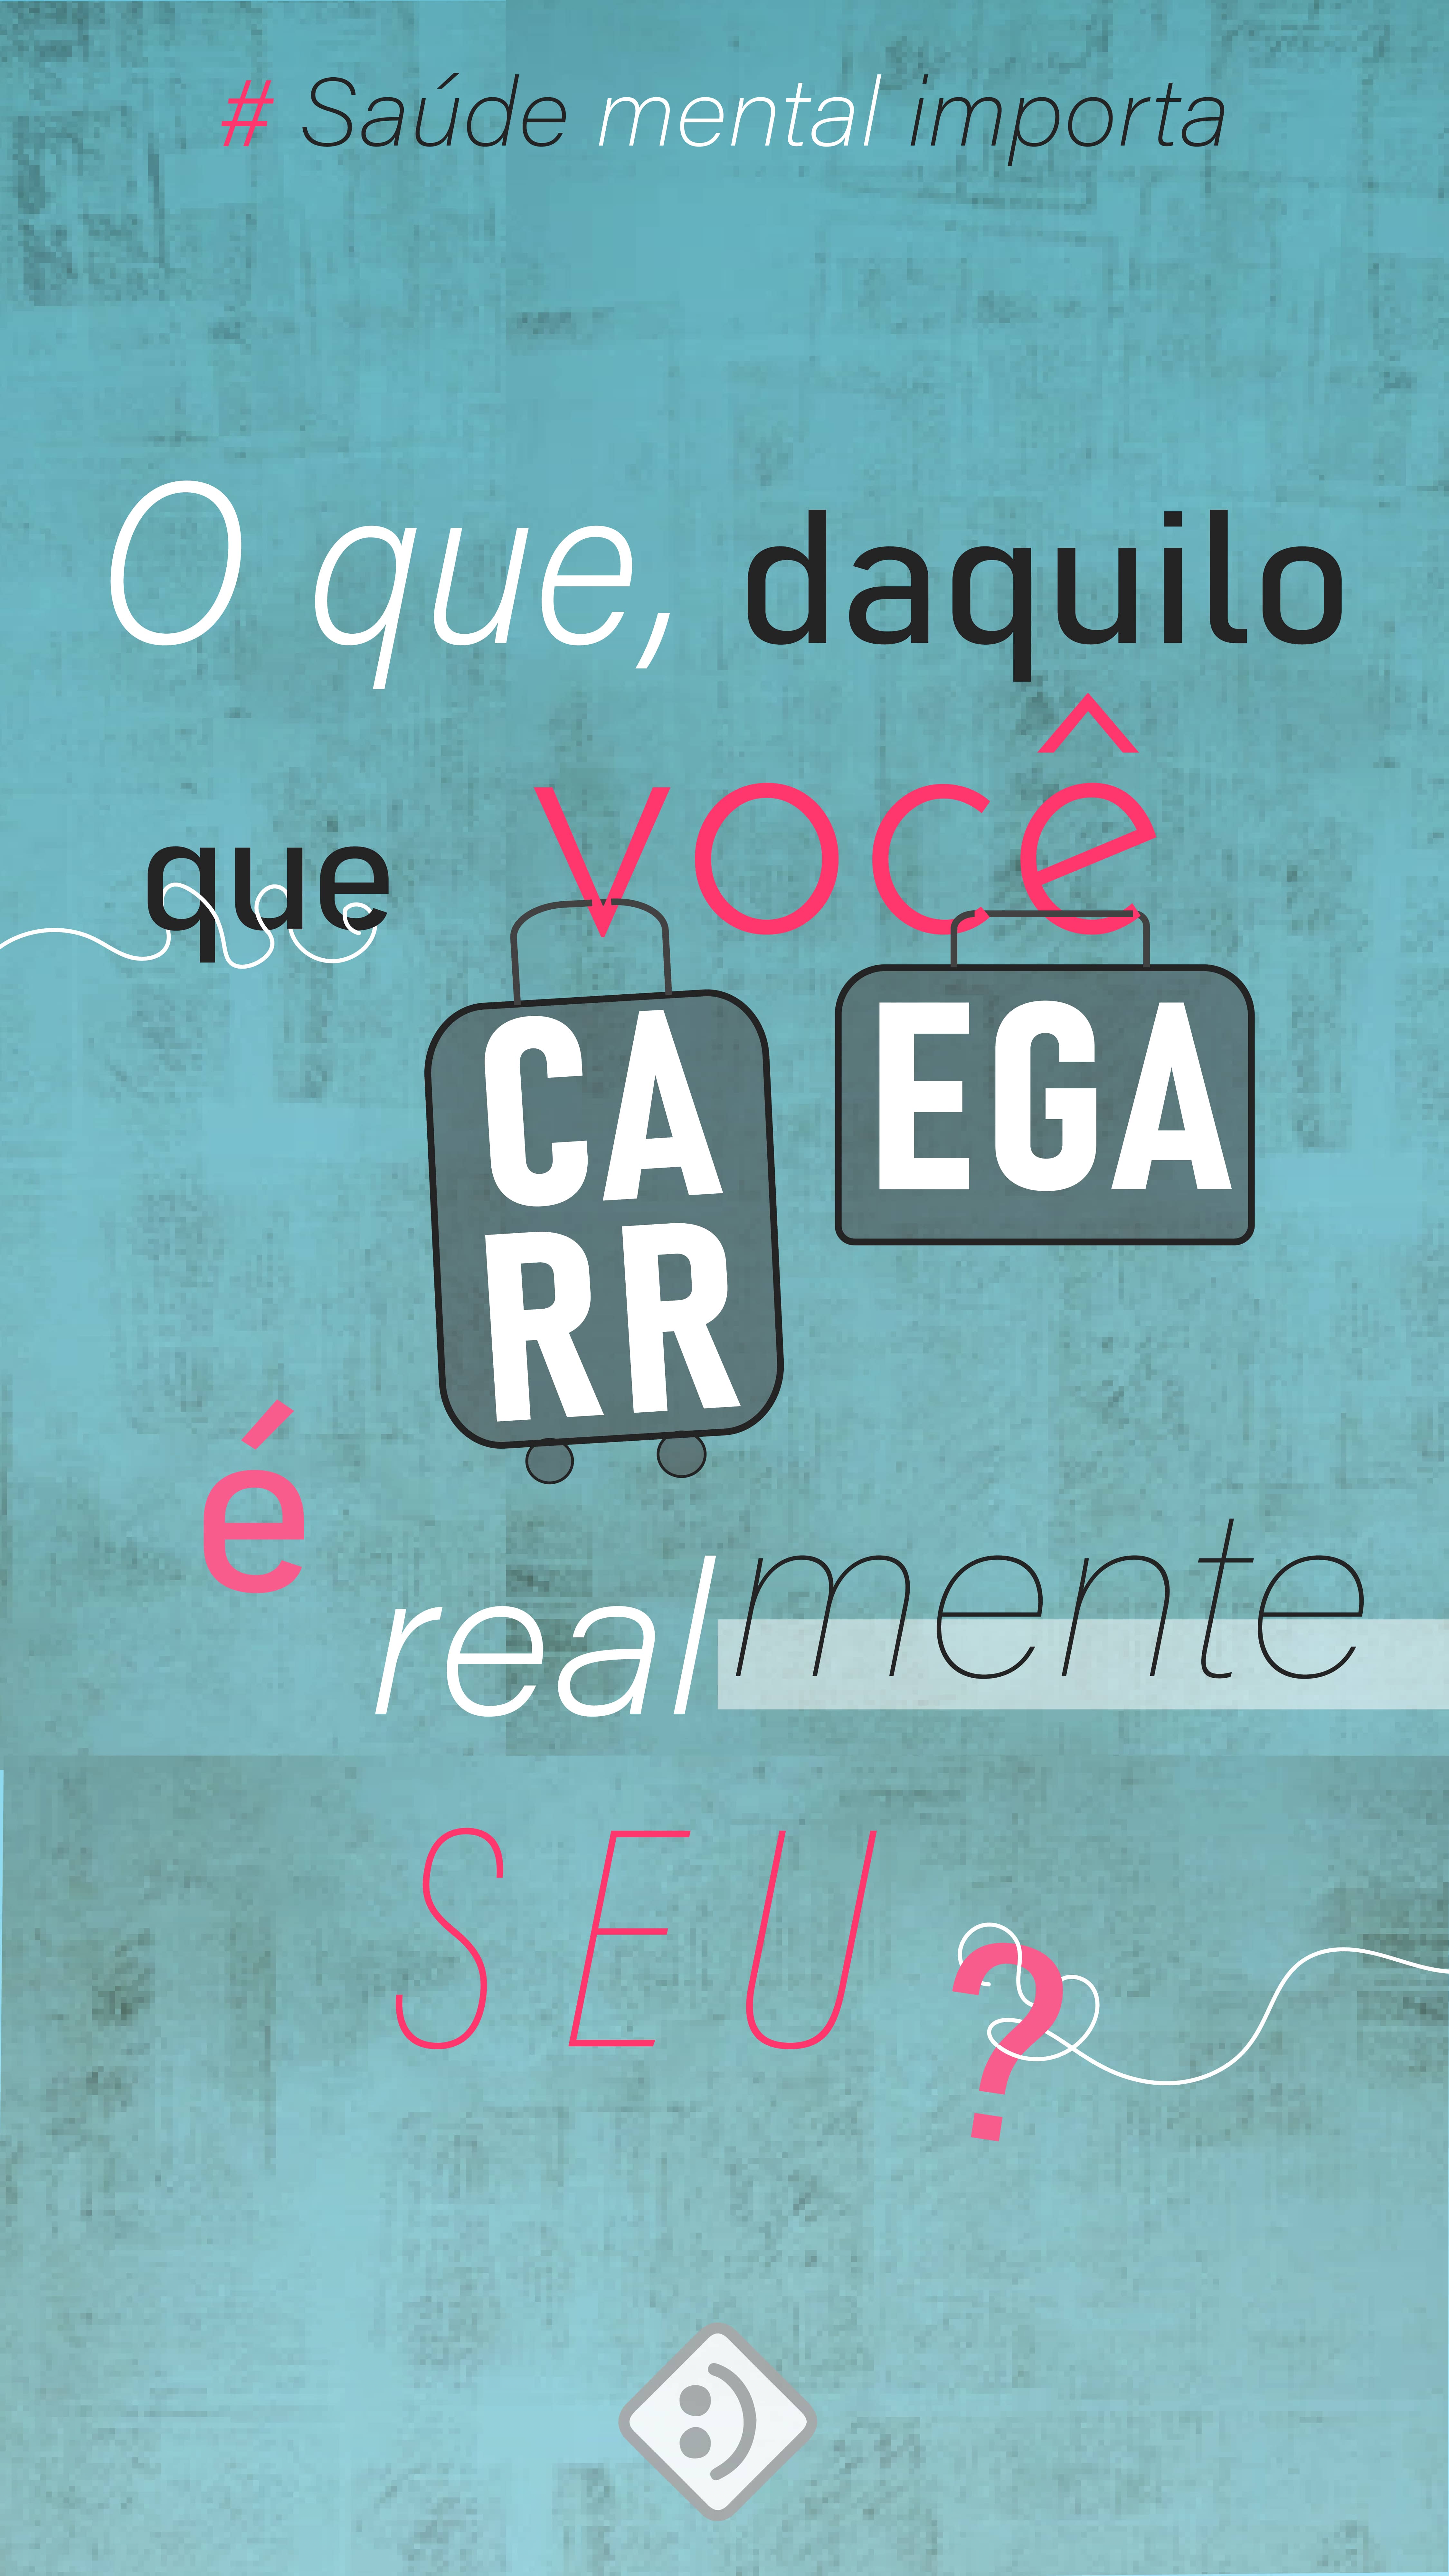 # Saúde mental importa
O que, daquilo
que você
CA
RR
EGA
é
realmente
SEU ?
:)